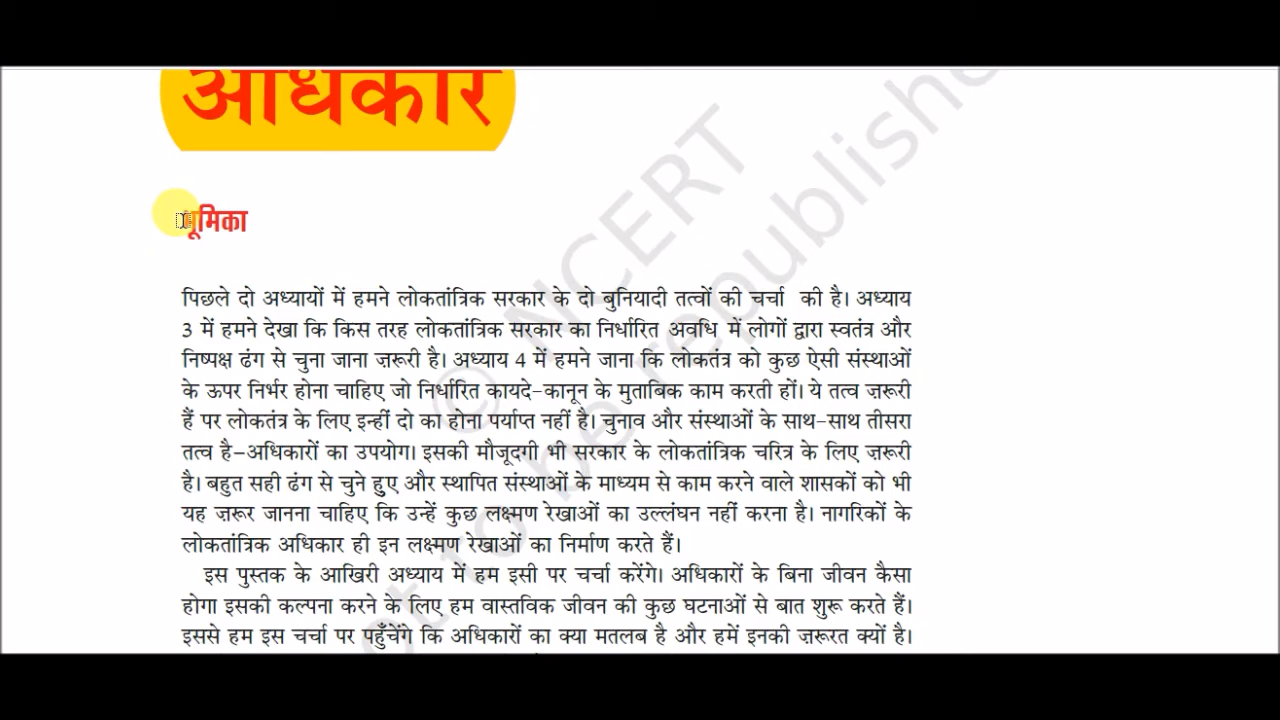 अधिकार
भूमिका
पिछले दो अध्यायों में हमने लोकतांत्रिक सरकार के दो बुनियादी तत्वों की चर्चा की है। अध्याय
3 में हमने देखा कि किस तरह लोकतांत्रिक सरकार का निर्धारित अवधि में लोगों द्वारा स्वतंत्र और
निष्पक्ष ढंग से चुना जाना ज़रूरी है। अध्याय 4 में हमने जाना कि लोकतंत्र को कुछ ऐसी संस्थाओं
के ऊपर निर्भर होना चाहिए जो निर्धारित कायदे-कानून के मुताबिक काम करती हों। ये तत्व ज़रूरी
हैं पर लोकतंत्र के लिए इन्हीं दो का होना पर्याप्त नहीं है। चुनाव और संस्थाओं के साथ-साथ तीसरा
तत्व है–अधिकारों का उपयोग। इसकी मौजूदगी भी सरकार के लोकतांत्रिक चरित्र के लिए ज़रूरी
है। बहुत सही ढंग से चुने हुए और स्थापित संस्थाओं के माध्यम से काम करने वाले शासकों को भी
यह ज़रूर जानना चाहिए कि उन्हें कुछ लक्ष्मण रेखाओं का उल्लंघन नहीं करना है। नागरिकों के
लोकतांत्रिक अधिकार ही इन लक्ष्मण रेखाओं का निर्माण करते हैं।
इस पुस्तक के आखिरी अध्याय में हम इसी पर चर्चा करेंगे। अधिकारों के बिना जीवन कैसा
होगा इसकी कल्पना करने के लिए हम वास्तविक जीवन की कुछ घटनाओं से बात शुरू करते हैं।
इससे हम इस चर्चा पर पहुँचेंगे कि अधिकारों का क्या मतलब है और हमें इनकी ज़रूरत क्यों है।
© NCERT
not to be republishe